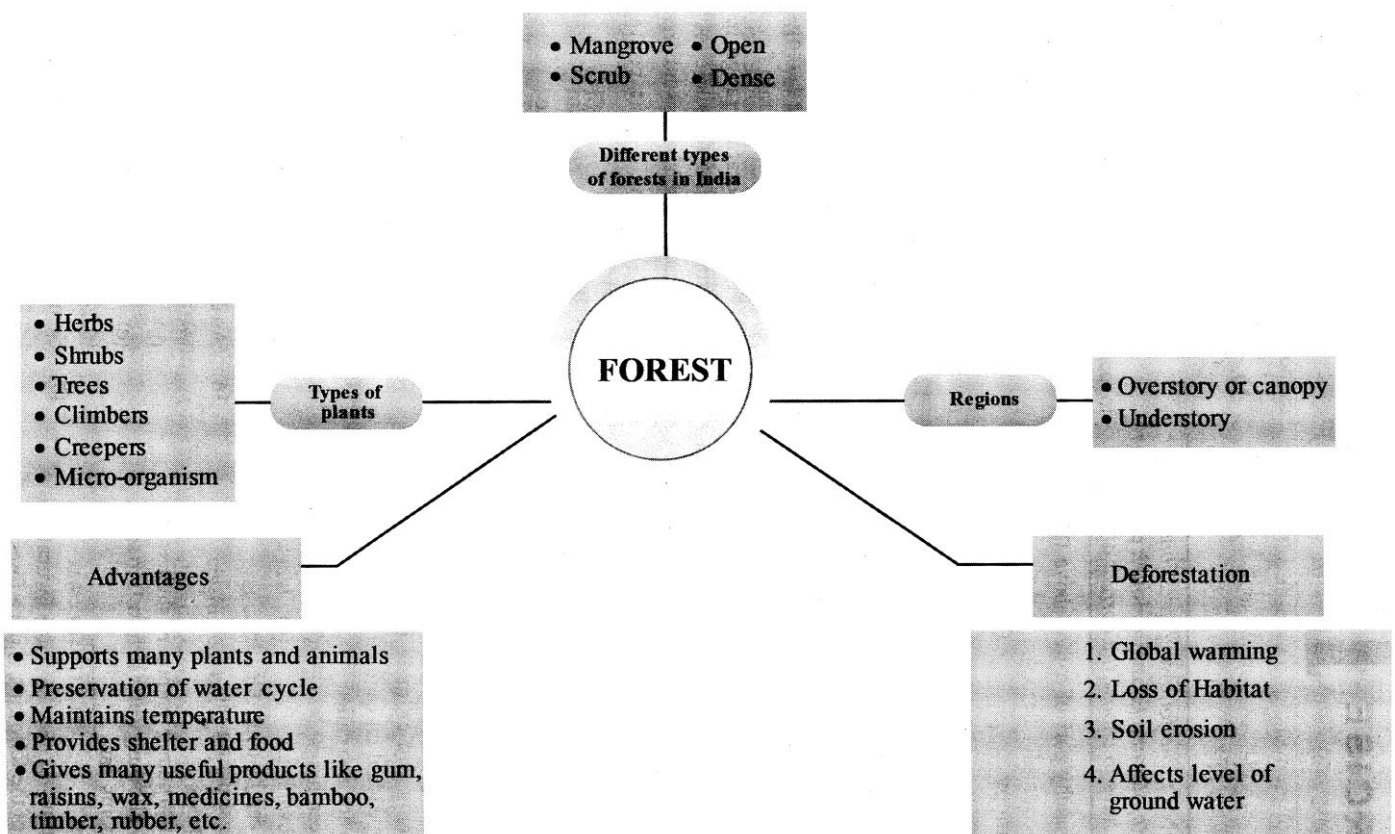 • Mangrove • Open
• Scrub • Dense
Different types
of forests in India
FOREST
• Herbs
• Shrubs
• Trees
• Climbers
• Creepers
• Micro-organism
Types of
plants
Regions
• Overstory or canopy
• Understory
Advantages
• Supports many plants and animals
• Preservation of water cycle
• Maintains temperature
• Provides shelter and food
• Gives many useful products like gum,
raisins, wax, medicines, bamboo,
timber, rubber, etc.
Deforestation
1. Global warming
2. Loss of Habitat
3. Soil erosion
4. Affects level of
ground water